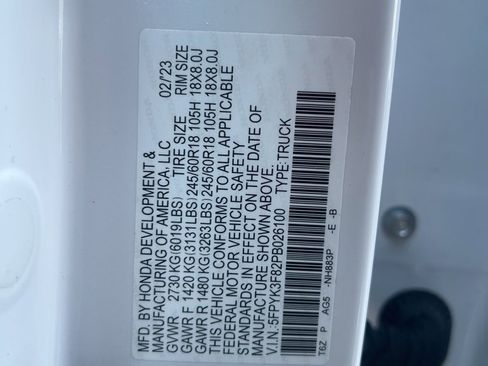 MFD. BY HONDA DEVELOPMENT & 02/'23
MANUFACTURING OF AMERICA, LLC
GVWR 2730 KG (6019LBS) TIRE SIZE RIM SIZE
GAWR F 1420 KG (3131LBS) 245/60R18 105H 18X8.0J
GAWR R 1480 KG (3263LBS) 245/60R18 105H 18X8.0J
THIS VEHICLE CONFORMS TO ALL APPLICABLE
FEDERAL MOTOR VEHICLE SAFETY
STANDARDS IN EFFECT ON THE DATE OF
MANUFACTURE SHOWN ABOVE.
V.I.N.:5FPYK3F82PB026100 TYPE: TRUCK
T6Z P AG5 -NH883P -E -B